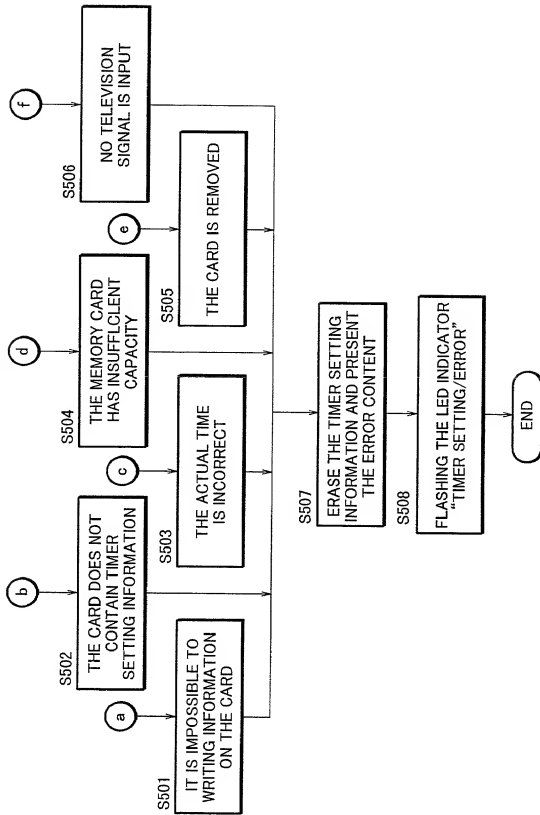 a
S501
IT IS IMPOSSIBLE TO
WRITING INFORMATION
ON THE CARD
b
S502
THE CARD DOES NOT
CONTAIN TIMER
SETTING INFORMATION
c
S503
THE ACTUAL TIME
IS INCORRECT
d
S504
THE MEMORY CARD
HAS INSUFFICIENT
CAPACITY
e
S505
THE CARD IS REMOVED
f
S506
NO TELEVISION
SIGNAL IS INPUT
S507
ERASE THE TIMER SETTING
INFORMATION AND PRESENT
THE ERROR CONTENT
S508
FLASHING THE LED INDICATOR
“TIMER SETTING/ERROR”
END